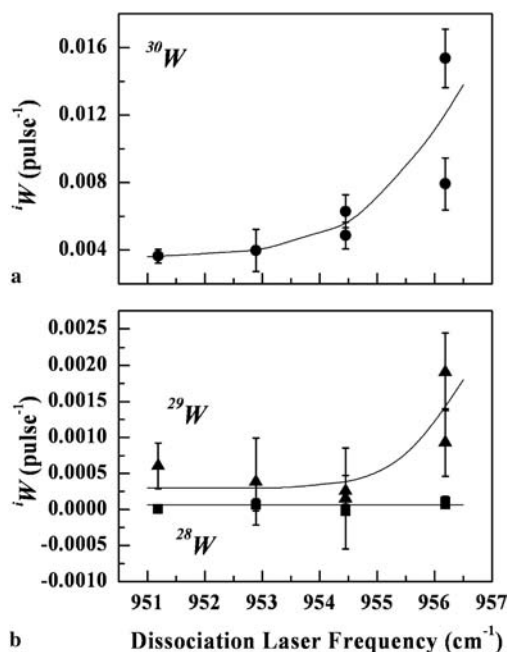 ³⁰W
0.016
0.012
0.008
0.004
ⁱW (pulse⁻¹)
a
0.0025
0.0020
0.0015
0.0010
0.0005
0.0000
-0.0005
-0.0010
ⁱW (pulse⁻¹)
²⁹W
²⁸W
951 952 953 954 955 956 957
b Dissociation Laser Frequency (cm⁻¹)